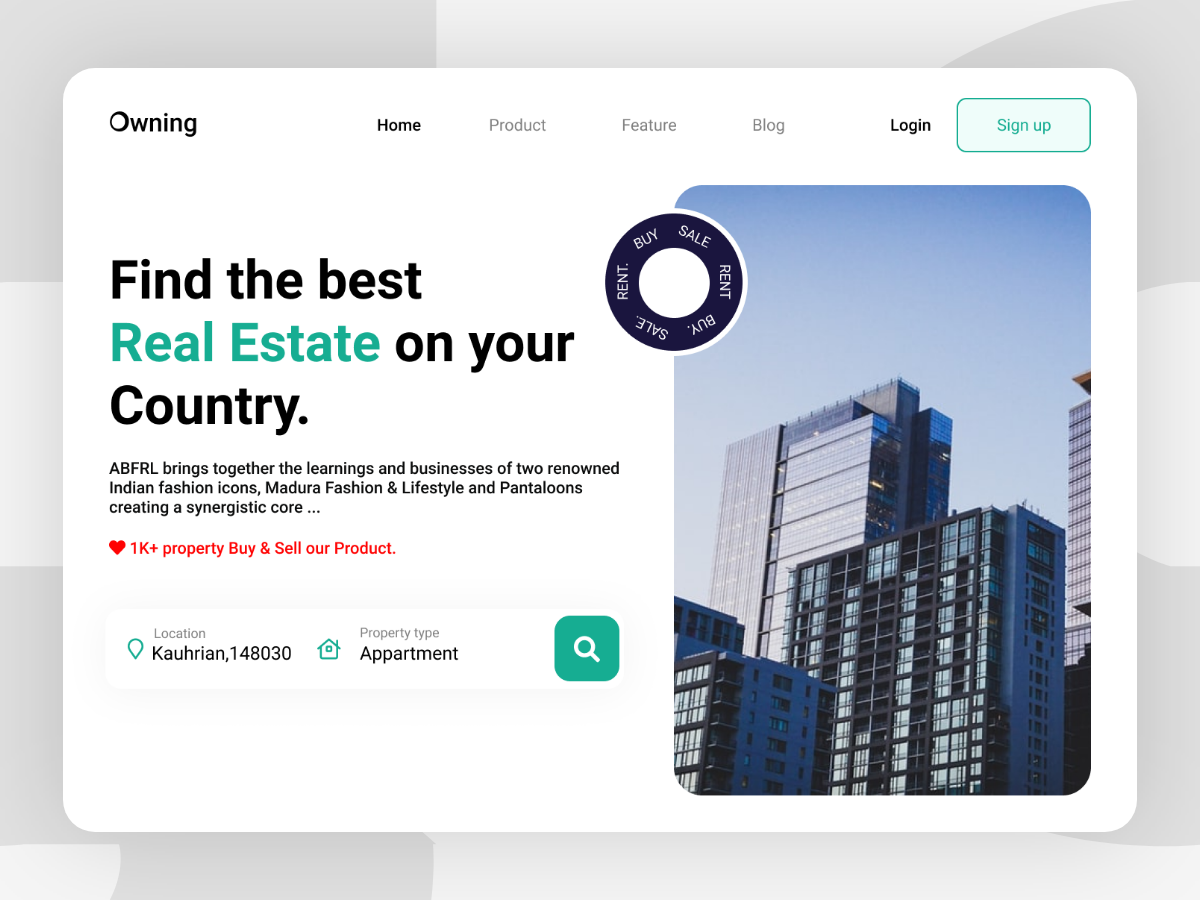 Owning
Home Product Feature Blog Login Sign up
BUY SALE RENT BUY. SALE. RENT.
Find the best
Real Estate on your
Country.
ABFRL brings together the learnings and businesses of two renowned
Indian fashion icons, Madura Fashion & Lifestyle and Pantaloons
creating a synergistic core ...
1K+ property Buy & Sell our Product.
Location
Kauhrian,148030
Property type
Appartment